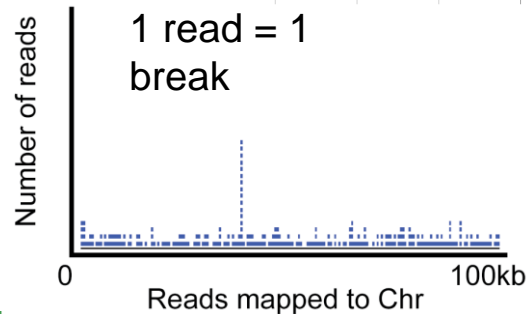 1 read = 1
break
Number of reads
0
100kb
Reads mapped to Chr